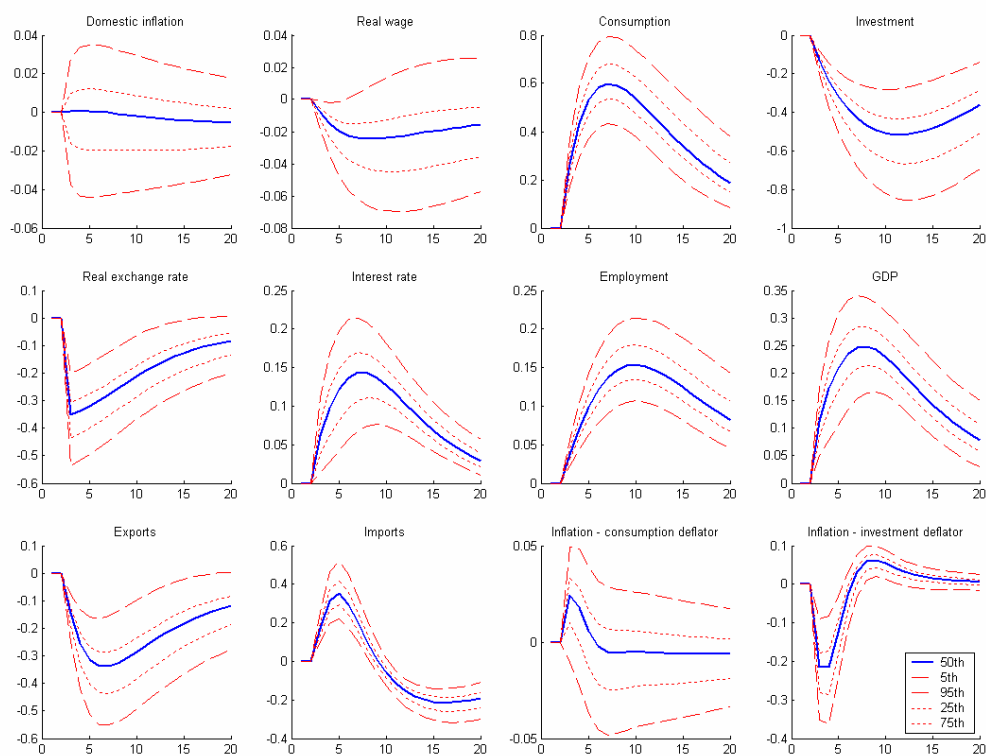 Domestic inflation
0.04
0.02
0
-0.02
-0.04
-0.06
0 5 10 15 20
Real wage
0.04
0.02
0
-0.02
-0.04
-0.06
-0.08
0 5 10 15 20
Consumption
0.8
0.6
0.4
0.2
0
0 5 10 15 20
Investment
0
-0.2
-0.4
-0.6
-0.8
-1
0 5 10 15 20
Real exchange rate
0.1
0
-0.1
-0.2
-0.3
-0.4
-0.5
-0.6
0 5 10 15 20
Interest rate
0.25
0.2
0.15
0.1
0.05
0
0 5 10 15 20
Employment
0.25
0.2
0.15
0.1
0.05
0
0 5 10 15 20
GDP
0.35
0.3
0.25
0.2
0.15
0.1
0.05
0
0 5 10 15 20
Exports
0.1
0
-0.1
-0.2
-0.3
-0.4
-0.5
-0.6
0 5 10 15 20
Imports
0.6
0.4
0.2
0
-0.2
-0.4
0 5 10 15 20
Inflation - consumption deflator
0.05
0
-0.05
0 5 10 15 20
Inflation - investment deflator
0.1
0
-0.1
-0.2
-0.3
-0.4
0 5 10 15 20
50th
5th
95th
25th
75th